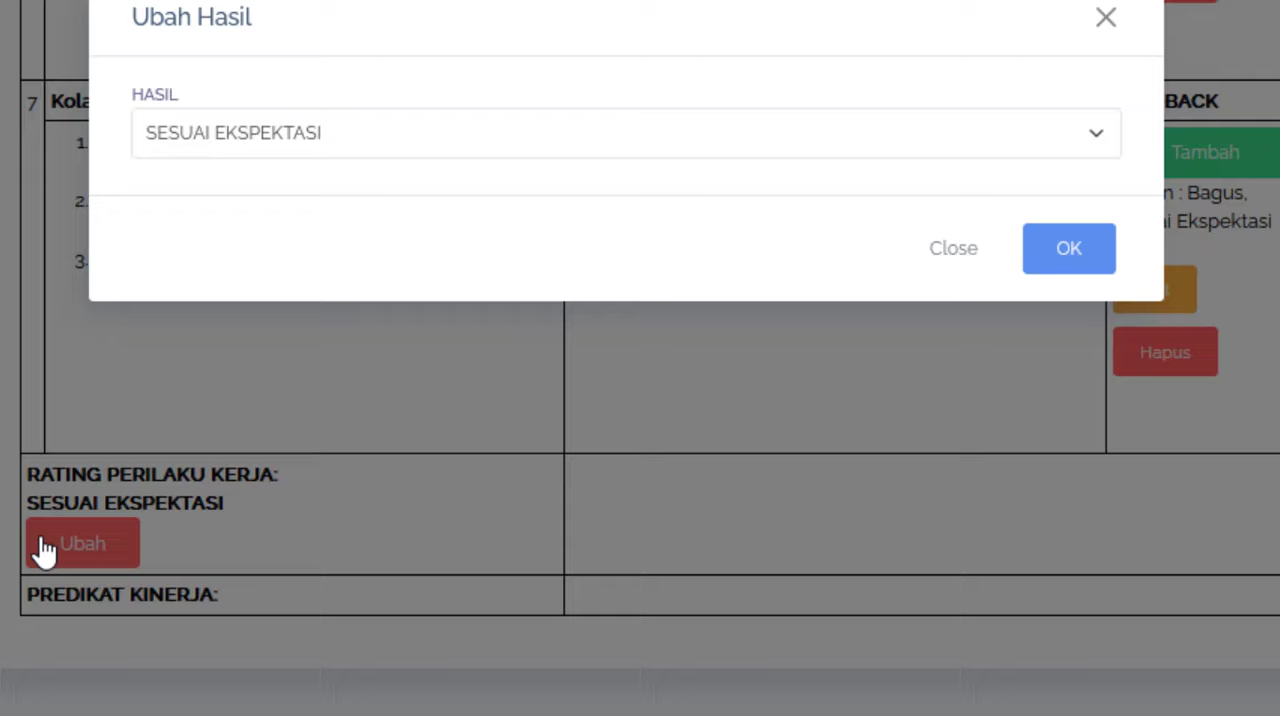 Ubah Hasil
HASIL
SESUAI EKSPEKTASI
Close
OK
7
Kola
BACK
1.
Tambah
n : Bagus,
2.
i Ekspektasi
3.
Hapus
RATING PERILAKU KERJA:
SESUAI EKSPEKTASI
Ubah
PREDIKAT KINERJA: